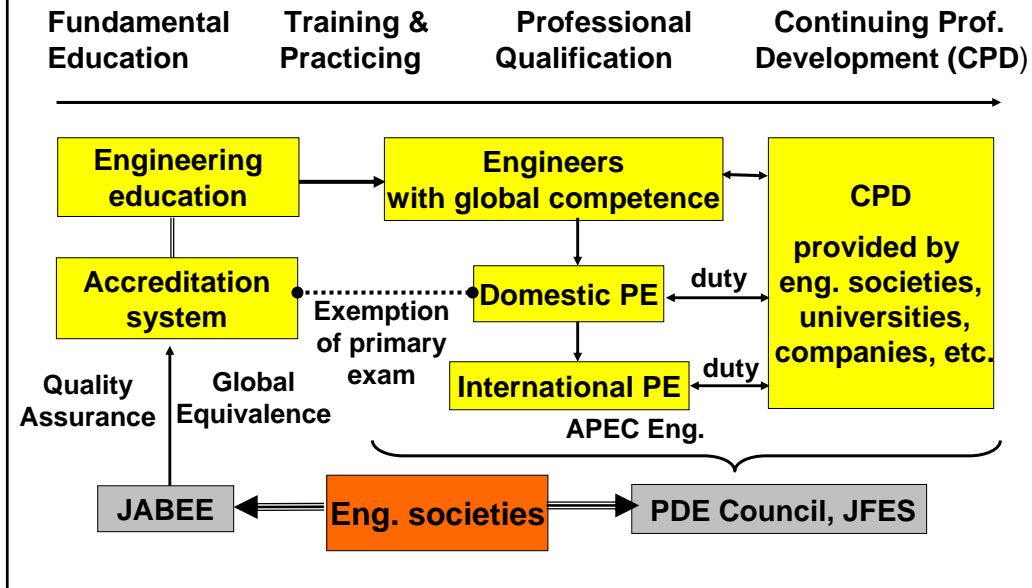 Fundamental
Education
Training &
Practicing
Professional
Qualification
Continuing Prof.
Development (CPD)
Engineering
education
Engineers
with global competence
CPD
provided by
eng. societies,
universities,
companies, etc.
Accreditation
system
Exemption
of primary
exam
Domestic PE
duty
International PE
duty
APEC Eng.
Quality
Assurance
Global
Equivalence
JABEE
Eng. societies
PDE Council, JFES